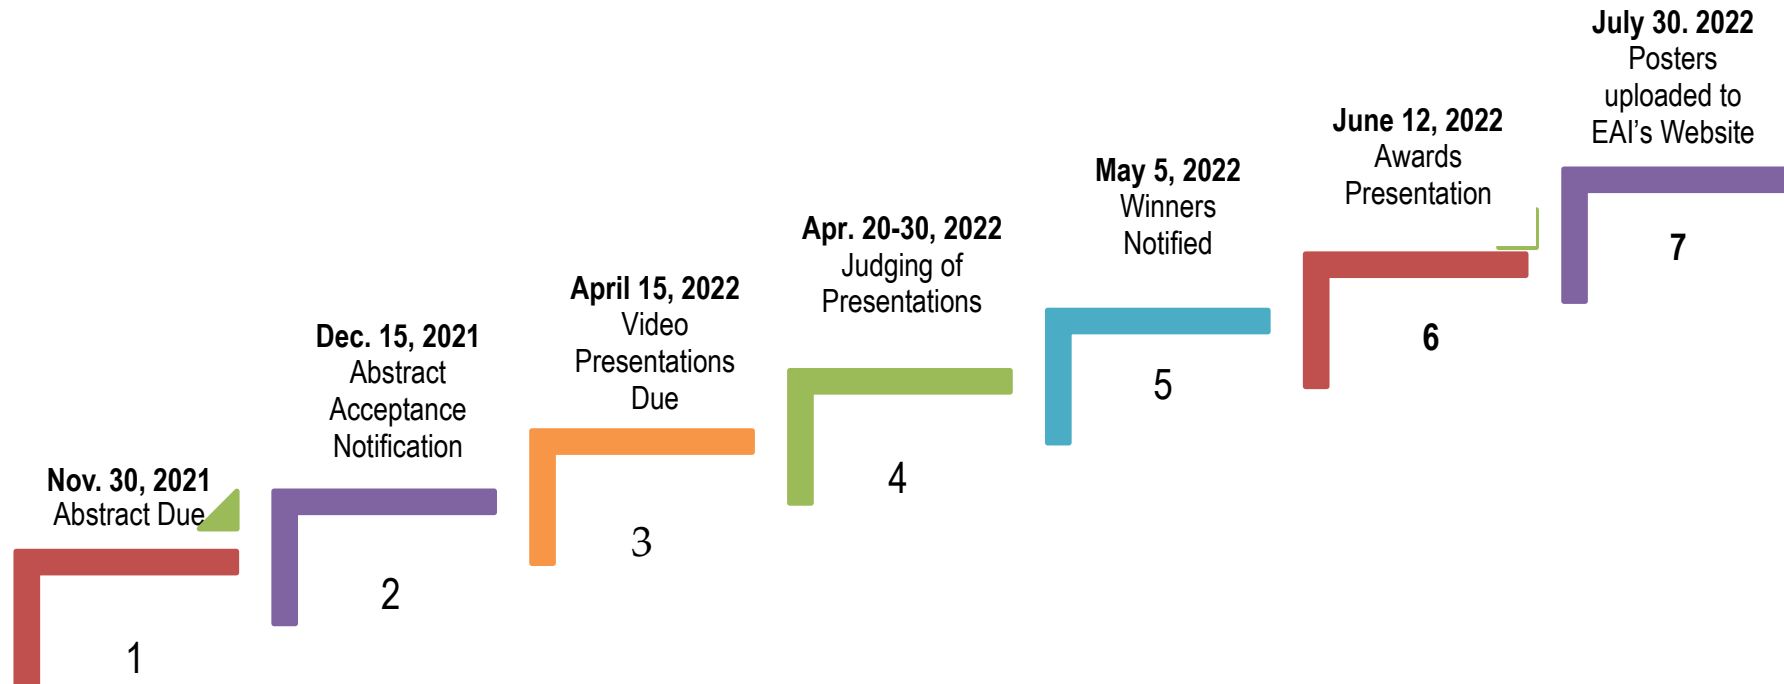 Nov. 30, 2021
Abstract Due
1
Dec. 15, 2021
Abstract
Acceptance
Notification
2
April 15, 2022
Video
Presentations
Due
3
Apr. 20-30, 2022
Judging of
Presentations
4
May 5, 2022
Winners
Notified
5
June 12, 2022
Awards
Presentation
6
July 30. 2022
Posters
uploaded to
EAI’s Website
7